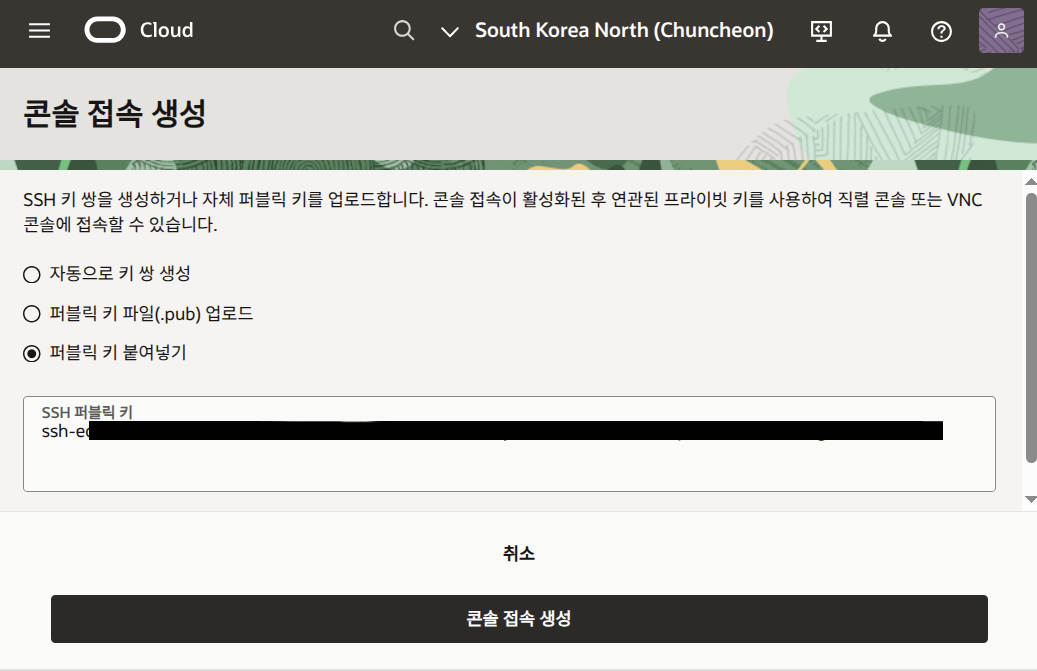 Cloud
South Korea North (Chuncheon)
콘솔 접속 생성
SSH 키 쌍을 생성하거나 자체 퍼블릭 키를 업로드합니다. 콘솔 접속이 활성화된 후 연관된 프라이빗 키를 사용하여 직렬 콘솔 또는 VNC
콘솔에 접속할 수 있습니다.
자동으로 키 쌍 생성
퍼블릭 키 파일(.pub) 업로드
퍼블릭 키 붙여넣기
SSH 퍼블릭 키
취소
콘솔 접속 생성